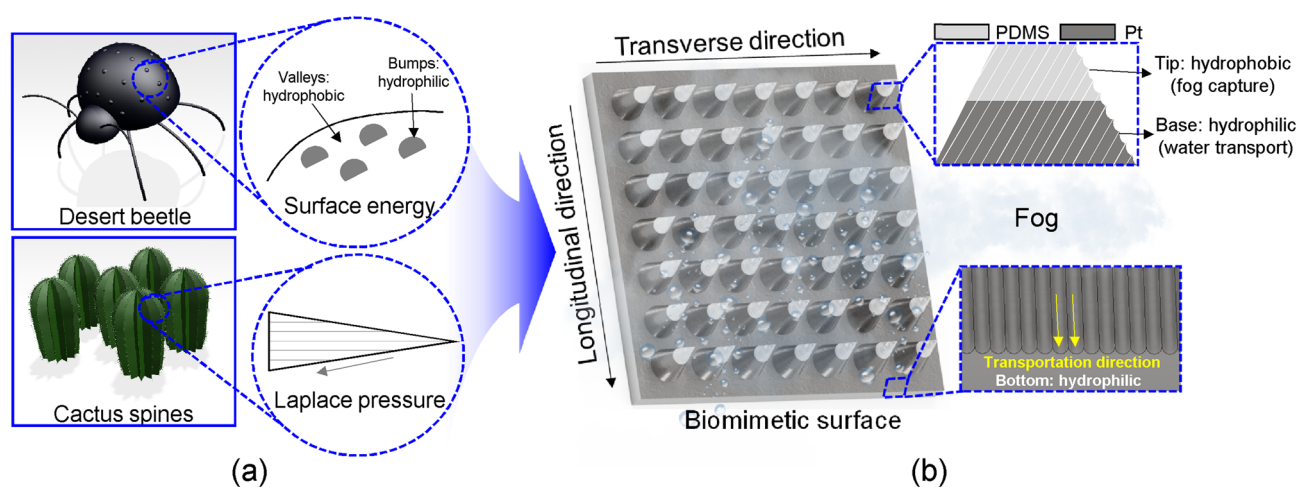 Valleys:
hydrophobic
Bumps:
hydrophilic
Surface energy
Desert beetle
Laplace pressure
Cactus spines
(a)
Transverse direction
Longitudinal direction
Biomimetic surface
PDMS
Pt
Tip: hydrophobic
(fog capture)
Base: hydrophilic
(water transport)
Fog
Transportation direction
Bottom: hydrophilic
(b)